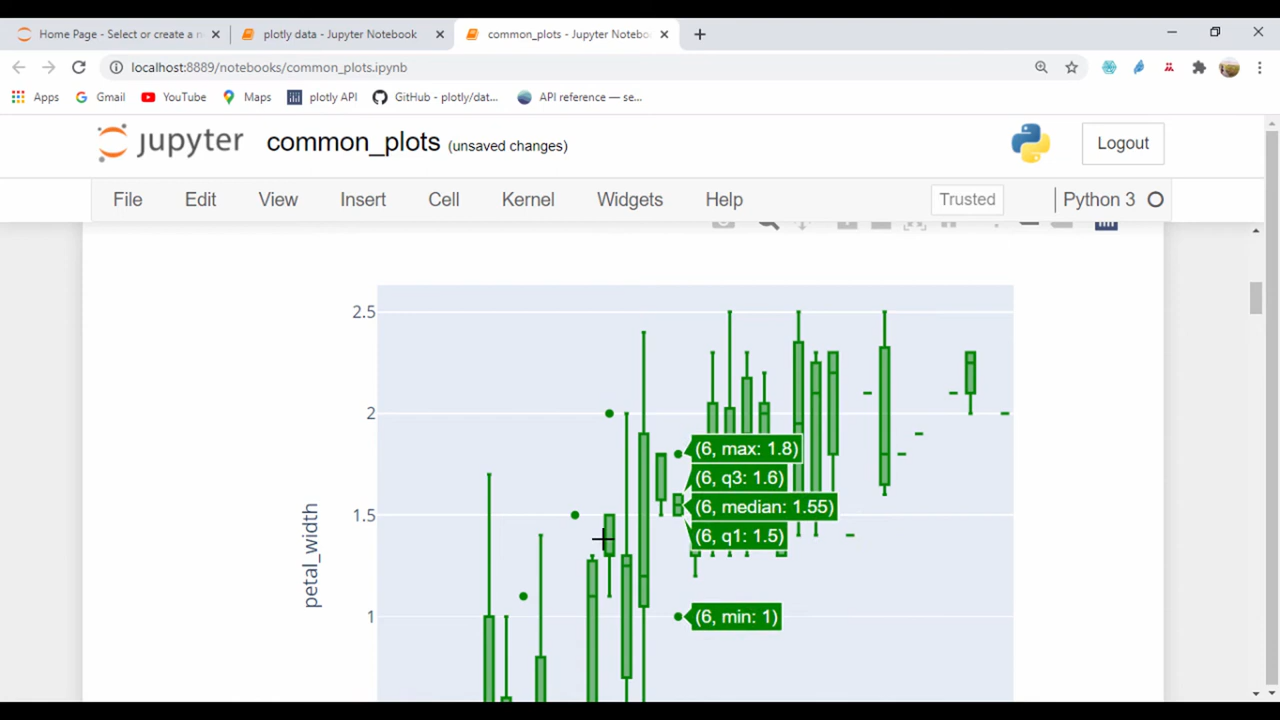 Home Page - Select or create a n
plotly data - Jupyter Notebook
common_plots - Jupyter Notebo
localhost:8889/notebooks/common_plots.ipynb
Apps
Gmail
YouTube
Maps
plotly API
GitHub - plotly/dat...
API reference — se...
jupyter
common_plots
(unsaved changes)
Logout
File
Edit
View
Insert
Cell
Kernel
Widgets
Help
Trusted
Python 3
2.5
2
(6, max: 1.8)
(6, q3: 1.6)
(6, median: 1.55)
1.5
(6, q1: 1.5)
petal_width
1
(6, min: 1)